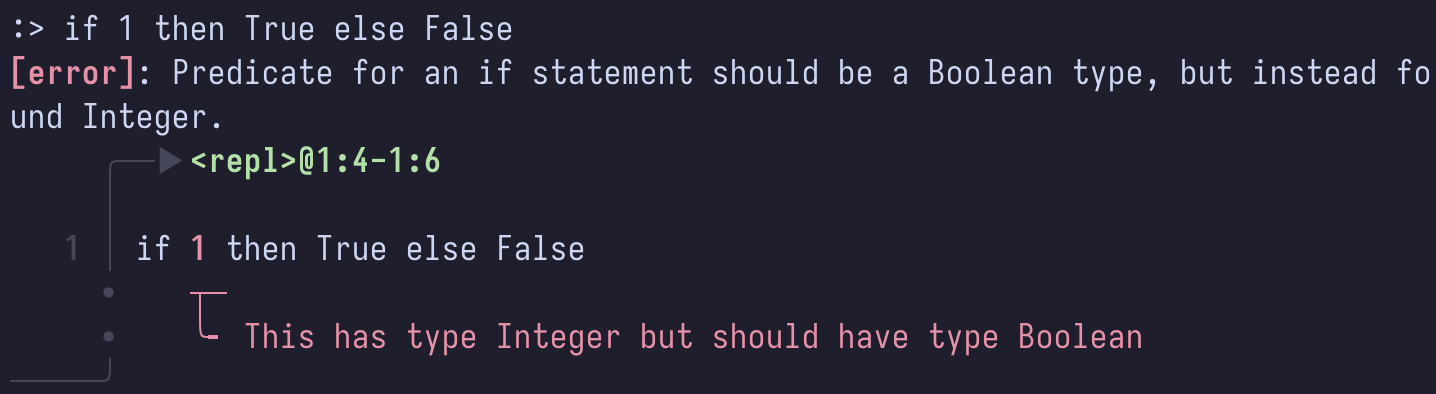 :> if 1 then True else False
[error]: Predicate for an if statement should be a Boolean type, but instead fo
und Integer.
<repl>@1:4-1:6
1 if 1 then True else False
This has type Integer but should have type Boolean